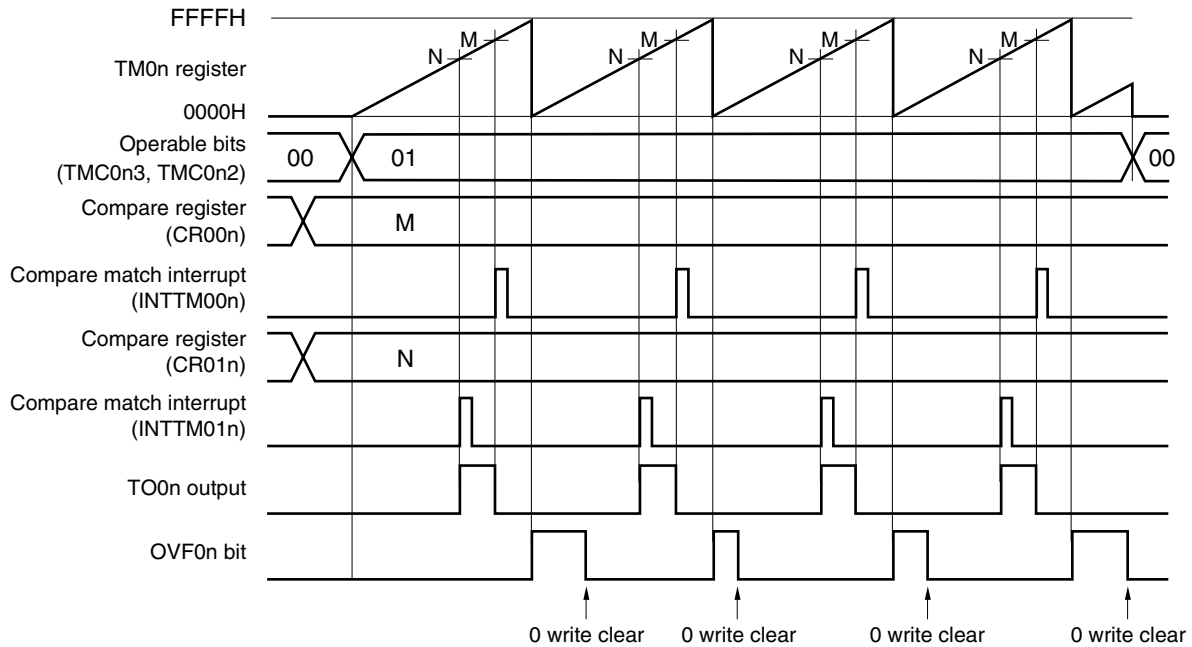 FFFFH
M M M M
N N N N
TM0n register
0000H
Operable bits
(TMC0n3, TMC0n2)
00 01 00
Compare register
(CR00n)
M
Compare match interrupt
(INTTM00n)
Compare register
(CR01n)
N
Compare match interrupt
(INTTM01n)
TO0n output
OVF0n bit
0 write clear 0 write clear 0 write clear 0 write clear